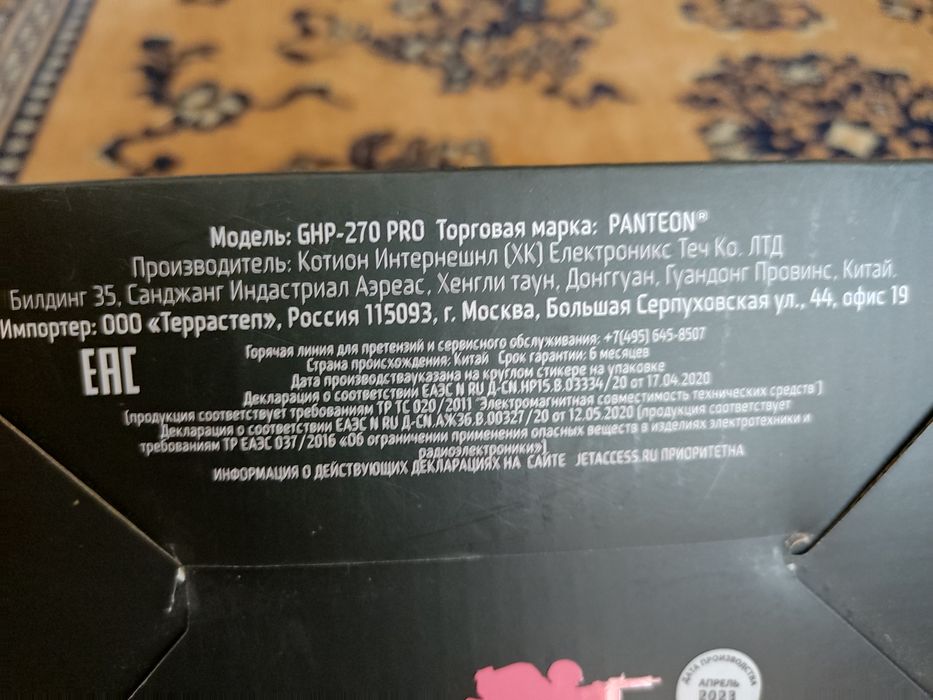 Модель: GHP-270 PRO Торговая марка: PANTEON®
Производитель: Котион Интернешнл (ХК) Електроникс Теч Ко. ЛТД
Билдинг 35, Санджанг Индастриал Аэреас, Хенгли таун, Донггуан, Гуандонг Провинс, Китай.
Импортер: ООО «Террастеп», Россия 115093, г. Москва, Большая Серпуховская ул., 44, офис 19
ЕАС
Горячая линия для претензий и сервисного обслуживания: +7(495) 645-8507
Страна происхождения: Китай Срок гарантии: 6 месяцев
Дата производствауказана на круглом стикере на упаковке
Декларация о соответствии ЕАЭС N RU Д-CN.НР15.В.03334/20 от 17.04.2020
(продукция соответствует требованиям ТР ТС 020/2011 "Электромагнитная совместимость технических средств")
Декларация о соответствии ЕАЭС N RU Д-CN.АЖ36.В.00327/20 от 12.05.2020 (продукция соответствует
требованиям ТР ЕАЭС 037/2016 «Об ограничении применения опасных веществ в изделиях электротехники и
радиоэлектроники»)
ИНФОРМАЦИЯ О ДЕЙСТВУЮЩИХ ДЕКЛАРАЦИЯХ НА САЙТЕ JETACCESS.RU ПРИОРИТЕТНА
ДАТА ПРОИЗВОДСТВА
АПРЕЛЬ
2023